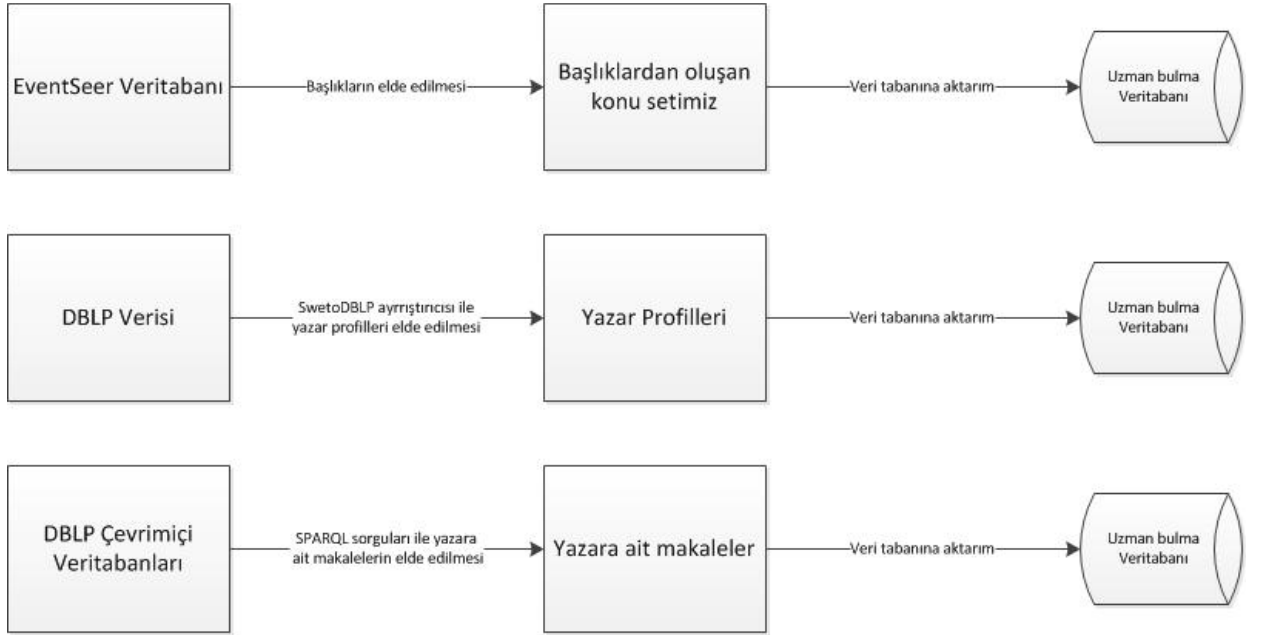 EventSeer Veritabanı
Başlıkların elde edilmesi
Başlıklardan oluşan
konu setimiz
Veri tabanına aktarım
Uzman bulma
Veritabanı
DBLP Verisi
SwetoDBLP ayrrıştırıcısı ile
yazar profilleri elde edilmesi
Yazar Profilleri
Veri tabanına aktarım
Uzman bulma
Veritabanı
DBLP Çevrimiçi
Veritabanları
SPARQL sorguları ile yazara
ait makalelerin elde edilmesi
Yazara ait makaleler
Veri tabanına aktarım
Uzman bulma
Veritabanı